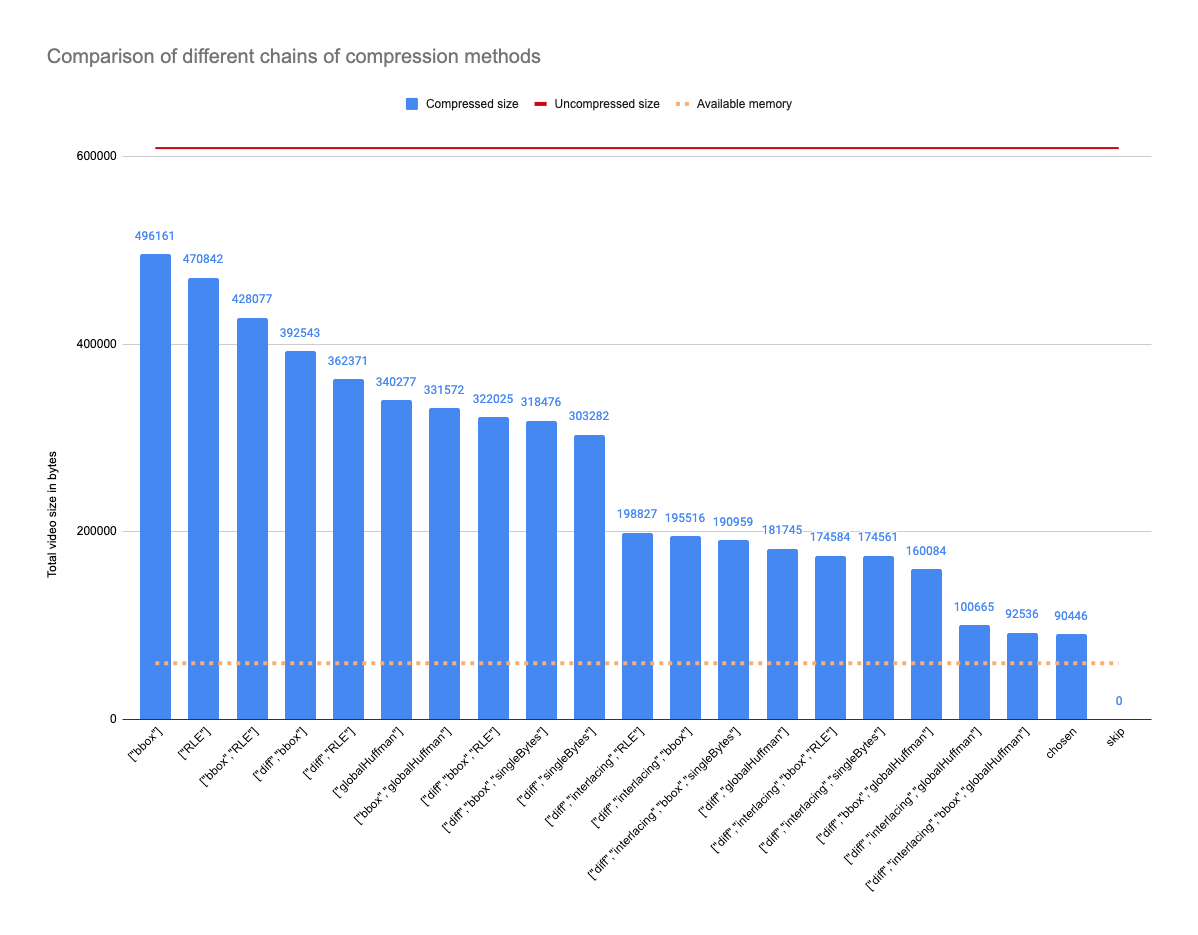 Comparison of different chains of compression methods
Compressed size
Uncompressed size
Available memory
Total video size in bytes
600000
400000
200000
0
496161
470842
428077
392543
362371
340277
331572
322025
318476
303282
198827
195516
190959
181745
174584
174561
160084
100665
92536
90446
0
["bbox"]
["RLE"]
["bbox","RLE"]
["diff","bbox"]
["diff","RLE"]
["globalHuffman"]
["bbox","globalHuffman"]
["diff","bbox","RLE"]
["diff","bbox","singleBytes"]
["diff","singleBytes"]
["diff","interlacing","RLE"]
["diff","interlacing","bbox"]
["diff","interlacing","bbox","singleBytes"]
["diff","globalHuffman"]
["diff","interlacing","bbox","RLE"]
["diff","interlacing","singleBytes"]
["diff","bbox","globalHuffman"]
["diff","interlacing","globalHuffman"]
["diff","interlacing","bbox","globalHuffman"]
chosen
skip